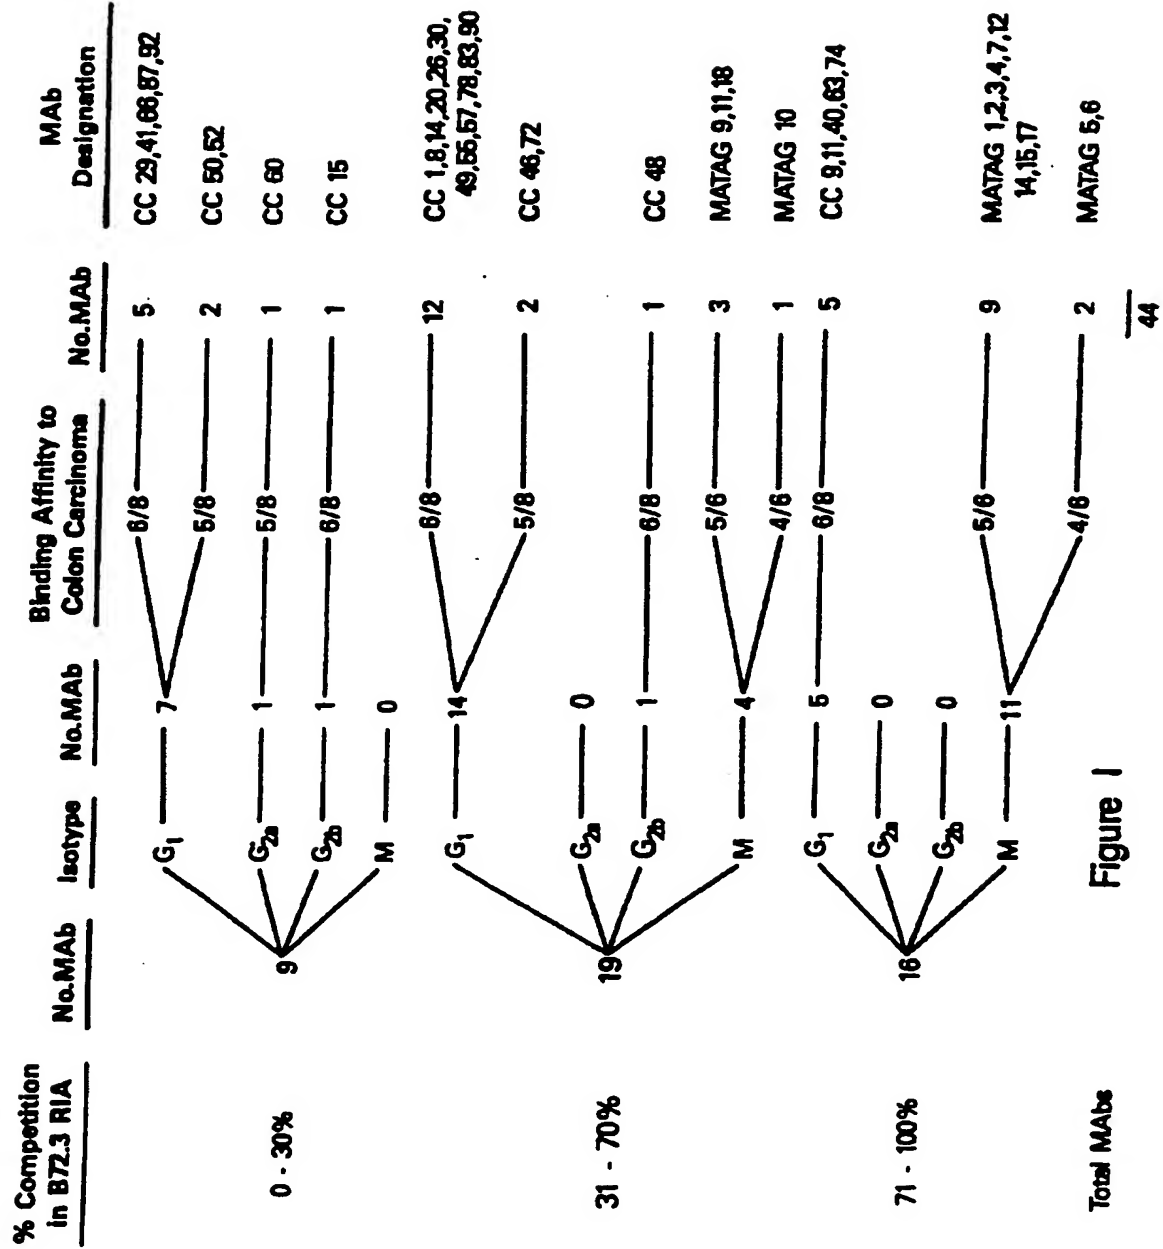 % Competition
in B72.3 RIA
No.MAb
Isotype
No.MAb
Binding Affinity to
Colon Carcinoma
No.MAb
MAb
Designation
0 - 30%
9
G1 7 6/8 5 CC 29,41,66,87,92
5/8 2 CC 50,52
G2a 1 5/8 1 CC 60
G2b 1 6/8 1 CC 15
M 0
31 - 70%
19
G1 14 6/8 12 CC 1,8,14,20,26,30,
49,55,57,78,83,90
5/8 2 CC 46,72
G2a 0
G2b 1 6/8 1 CC 48
M 4 5/6 3 MATAG 9,11,18
4/6 1 MATAG 10
71 - 100%
16
G1 5 6/8 5 CC 9,11,40,63,74
G2a 0
G2b 0
M 11 5/6 9 MATAG 1,2,3,4,7,12
14,15,17
4/6 2 MATAG 5,6
Total MAbs 44
Figure 1